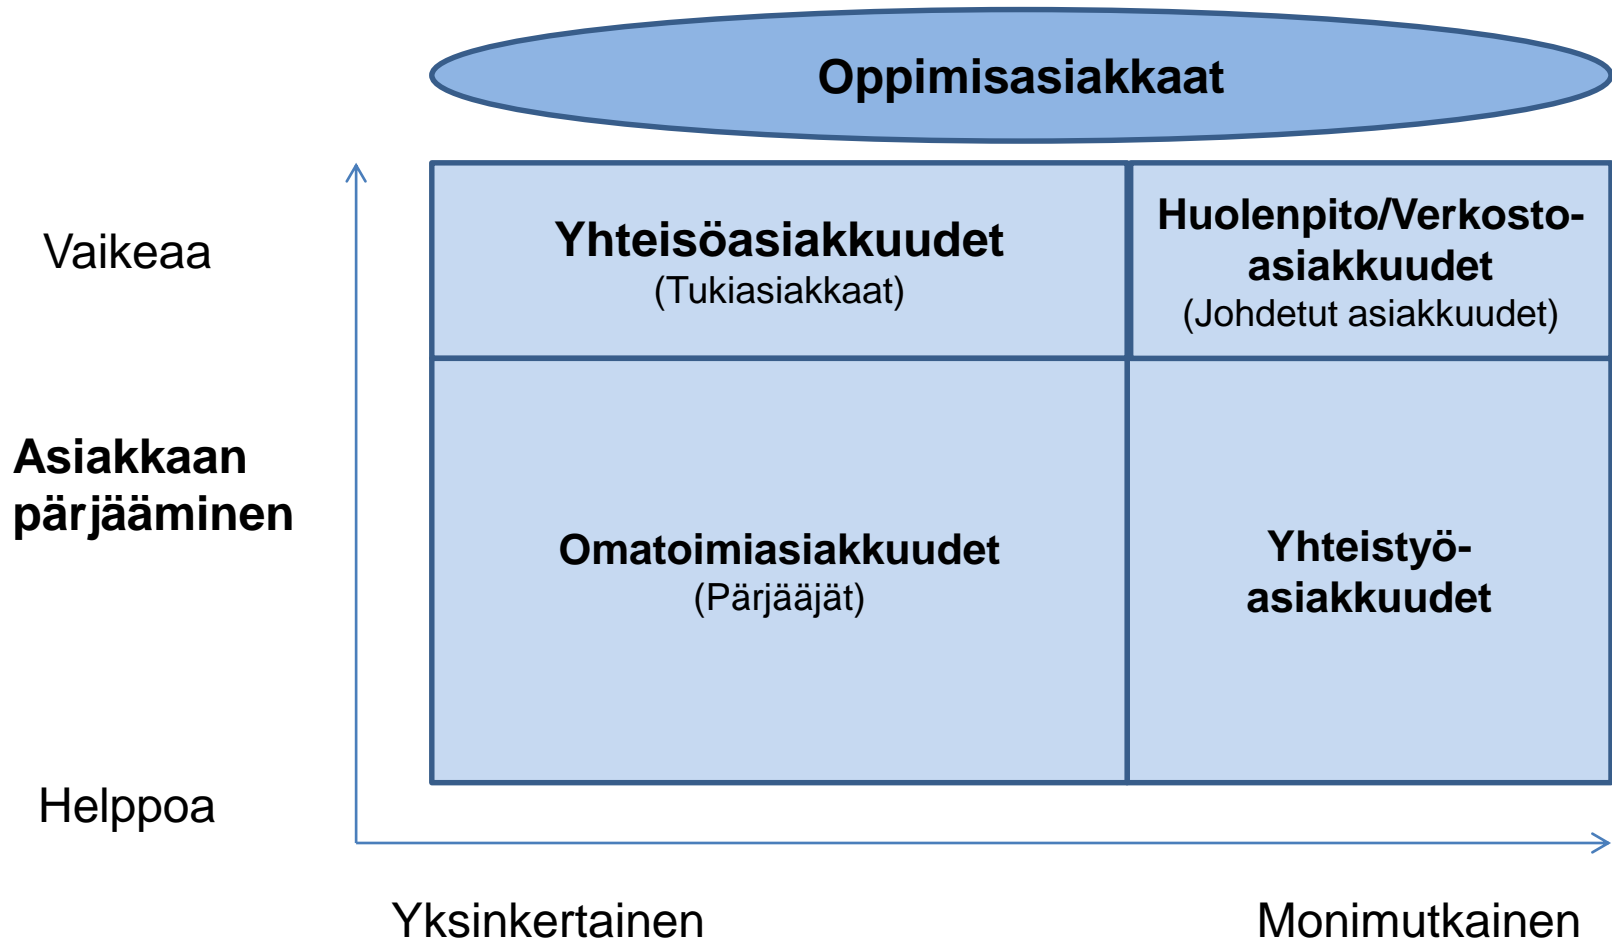 Oppimisasiakkaat
Vaikeaa
Yhteisöasiakkuudet
(Tukiasiakkaat)
Huolenpito/Verkosto-
asiakkuudet
(Johdetut asiakkuudet)
Asiakkaan
pärjääminen
Omatoimiasiakkuudet
(Pärjääjät)
Yhteistyö-
asiakkuudet
Helppoa
Yksinkertainen
Monimutkainen